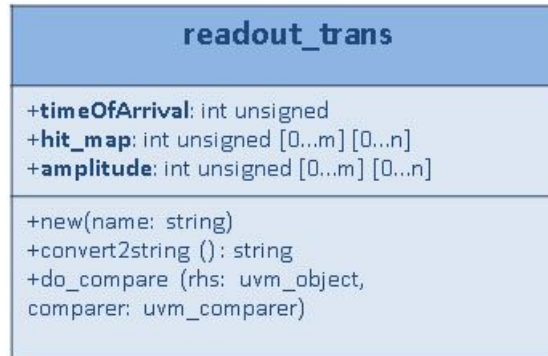 readout_trans
+timeOfArrival: int unsigned
+hit_map: int unsigned [0...m] [0...n]
+amplitude: int unsigned [0...m] [0...n]
+new(name: string)
+convert2string () : string
+do_compare (rhs: uvm_object,
comparer: uvm_comparer)